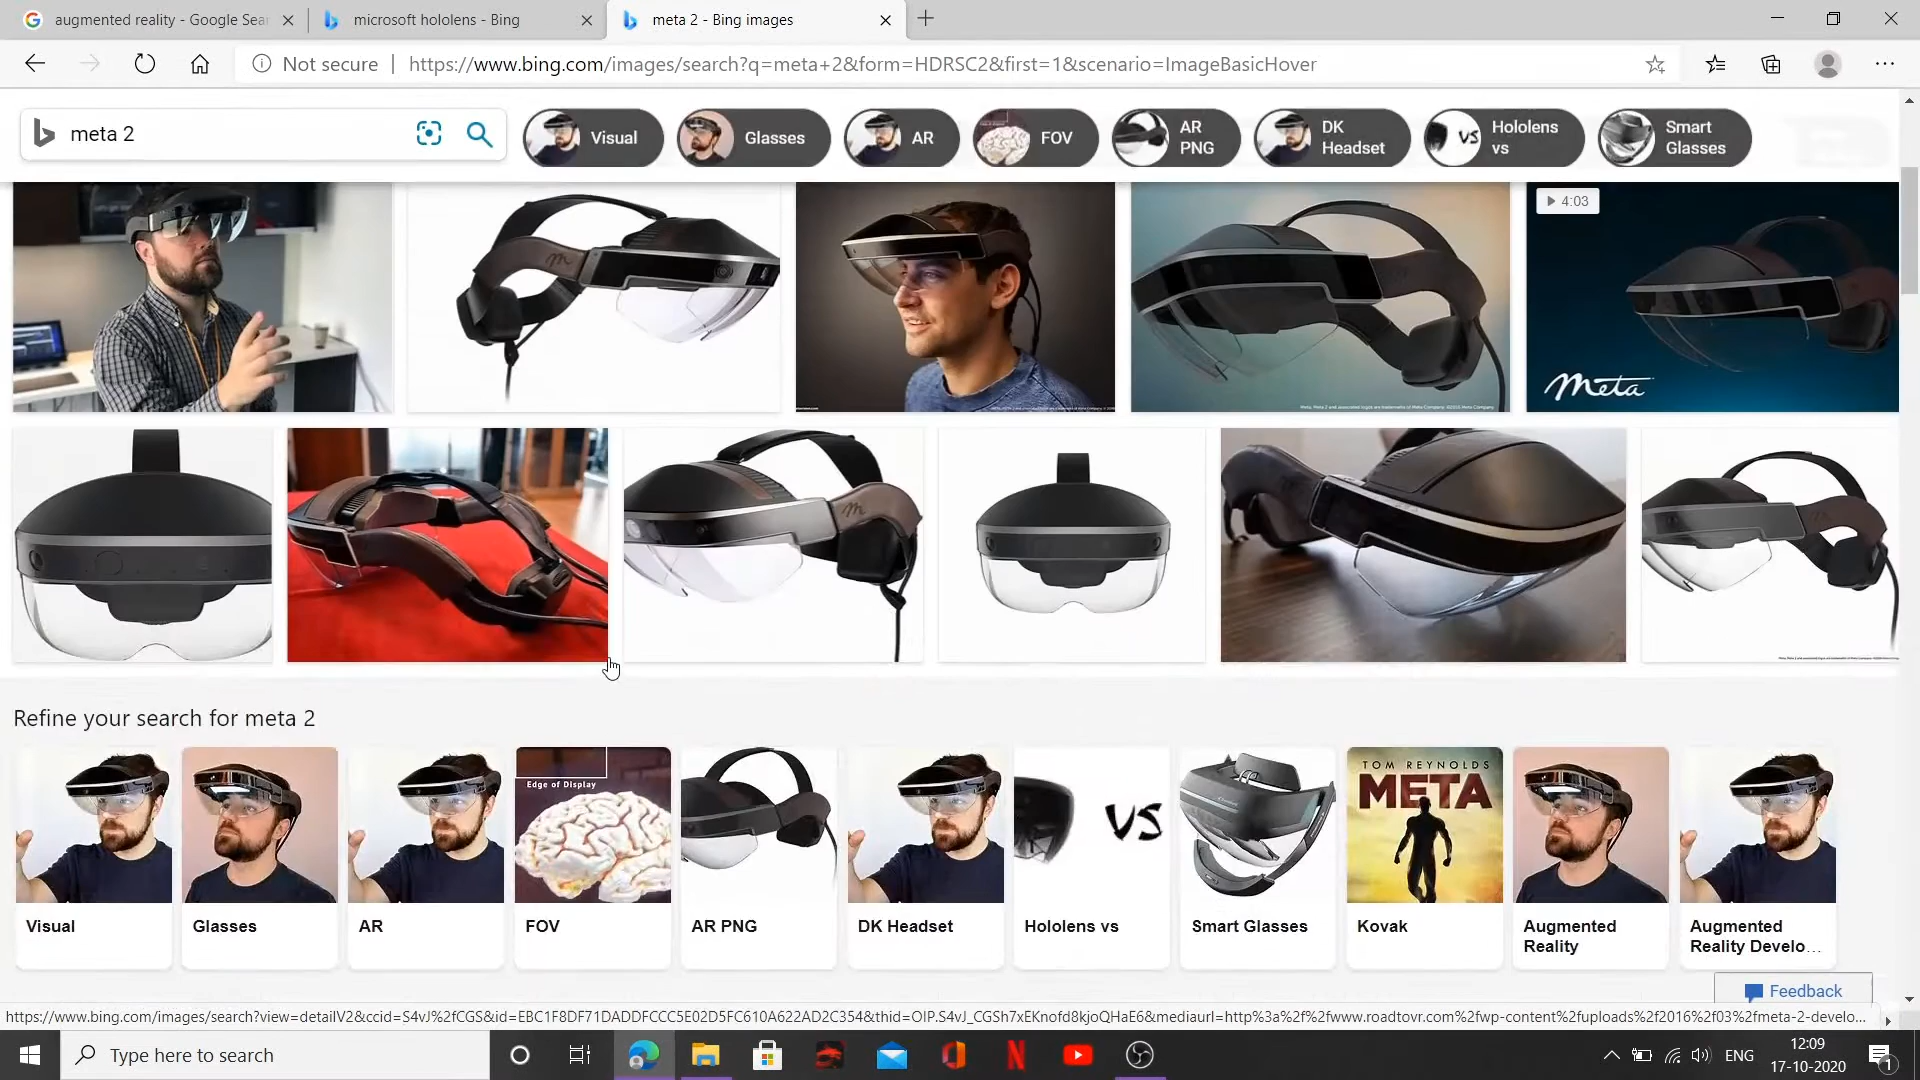 augmented reality - Google Sea
microsoft hololens - Bing
meta 2 - Bing images
Not secure
https://www.bing.com/images/search?q=meta+2&form=HDRSC2&first=1&scenario=ImageBasicHover
meta 2
Visual
Glasses
AR
FOV
AR
PNG
DK
Headset
VS
Hololens
vs
Smart
Glasses
4:03
Meta
Refine your search for meta 2
Edge of Display
VS
TOM REYNOLDS
META
Visual
Glasses
AR
FOV
AR PNG
DK Headset
Hololens vs
Smart Glasses
Kovak
Augmented
Reality
Augmented
Reality Develo...
Feedback
https://www.bing.com/images/search?view=detailV2&ccid=S4vJ%2fCGS&id=EBC1F8DF71DADDFCCC5E02D5FC610A622AD2C354&thid=OIP.S4vJ_CGSh7xEKnofd8kjoQHaE6&mediaurl=http%3a%2f%2fwww.roadtovr.com%2fwp-content%2fuploads%2f2016%2f03%2fmeta-2-develo...
Type here to search
ENG
12:09
17-10-2020
1